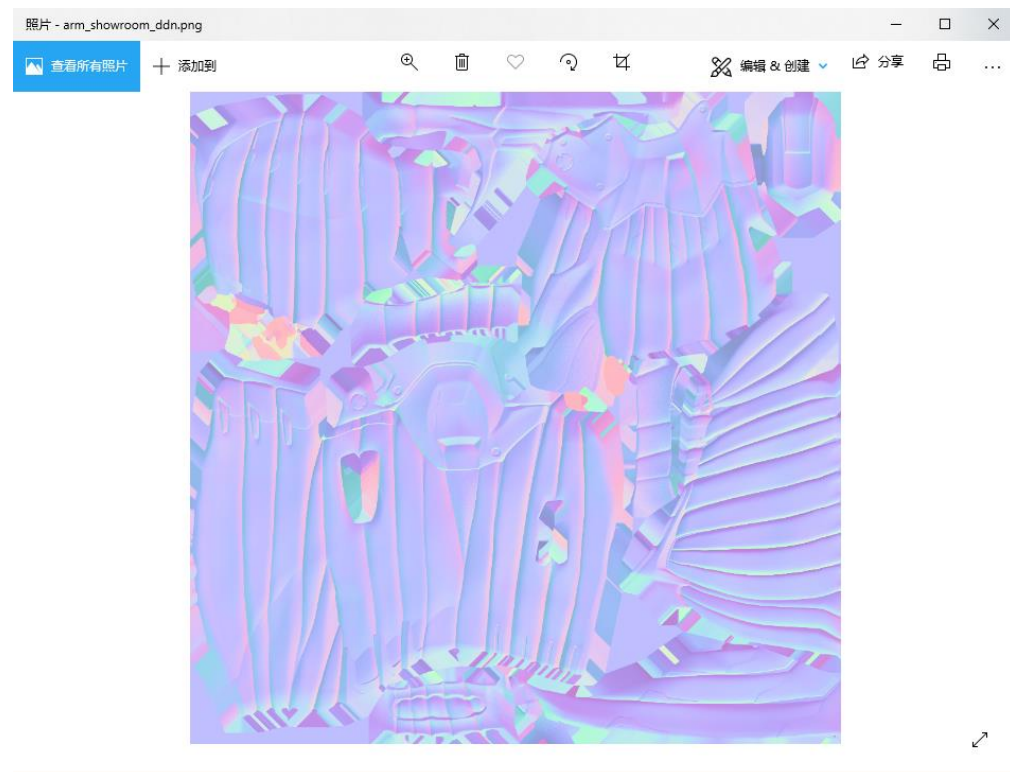 照片 - arm_showroom_ddn.png
查看所有照片 添加到 编辑 & 创建 分享